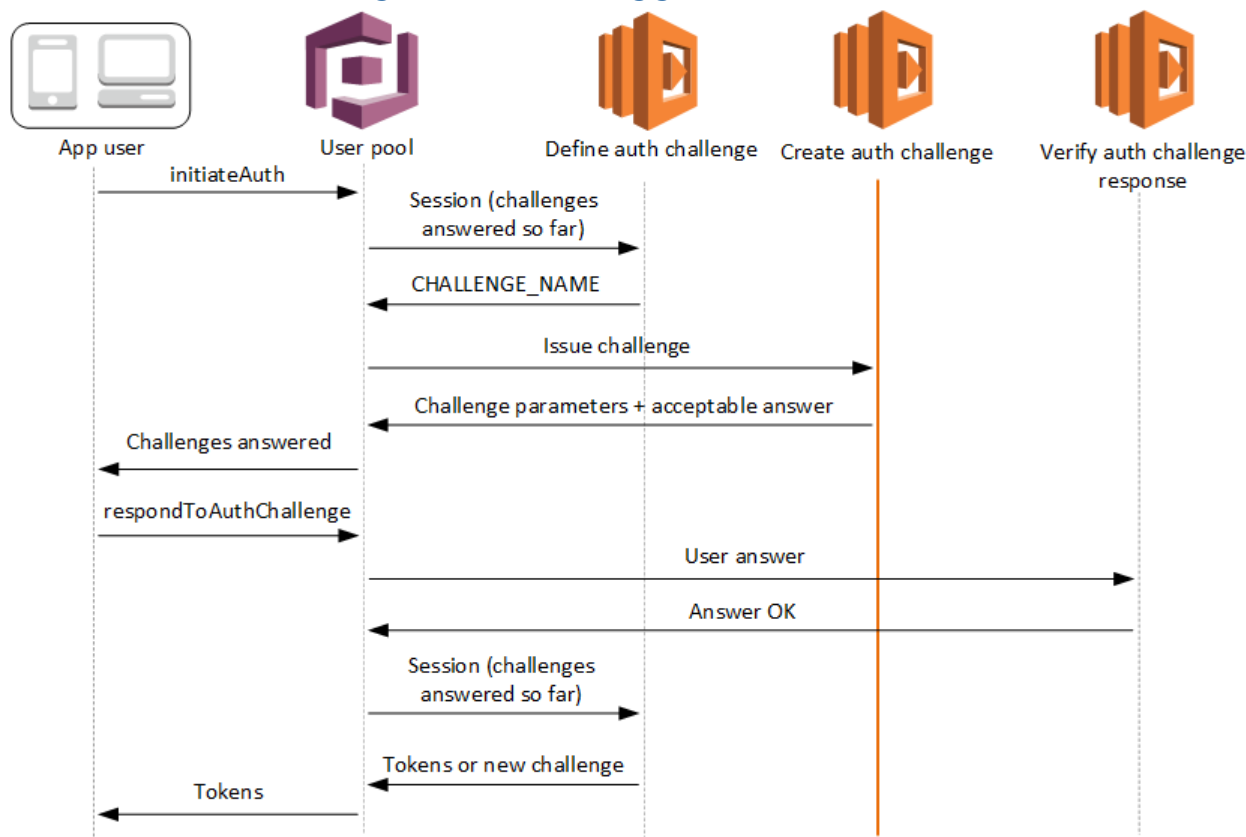 App user
User pool
Define auth challenge
Create auth challenge
Verify auth challenge
response
initiateAuth
Session (challenges
answered so far)
CHALLENGE_NAME
Issue challenge
Challenge parameters + acceptable answer
Challenges answered
respondToAuthChallenge
User answer
Answer OK
Session (challenges
answered so far)
Tokens or new challenge
Tokens